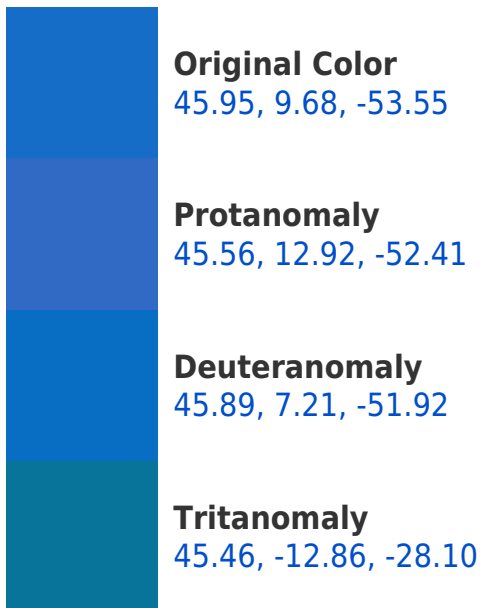 Original Color
45.95, 9.68, -53.55
Protanomaly
45.56, 12.92, -52.41
Deuteranomaly
45.89, 7.21, -51.92
Tritanomaly
45.46, -12.86, -28.10